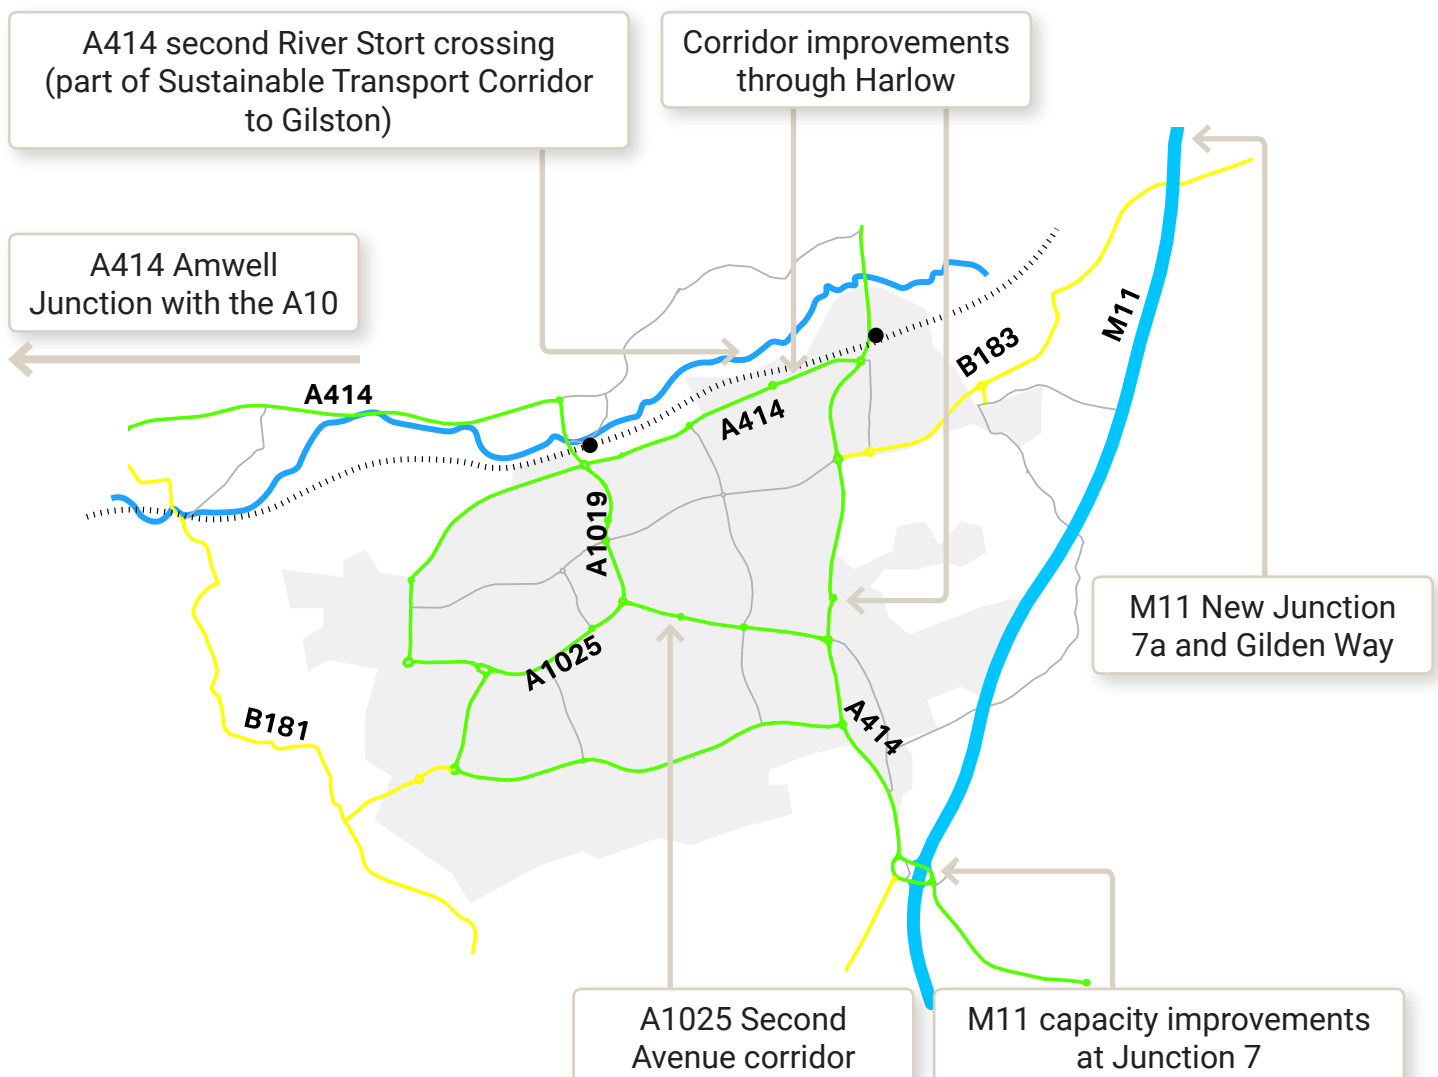 A414 second River Stort crossing
(part of Sustainable Transport Corridor
to Gilston)
Corridor improvements
through Harlow
A414 Amwell
Junction with the A10
M11
B183
A414
A414
A1019
M11 New Junction
7a and Gilden Way
A1025
B181
A414
A1025 Second
Avenue corridor
M11 capacity improvements
at Junction 7